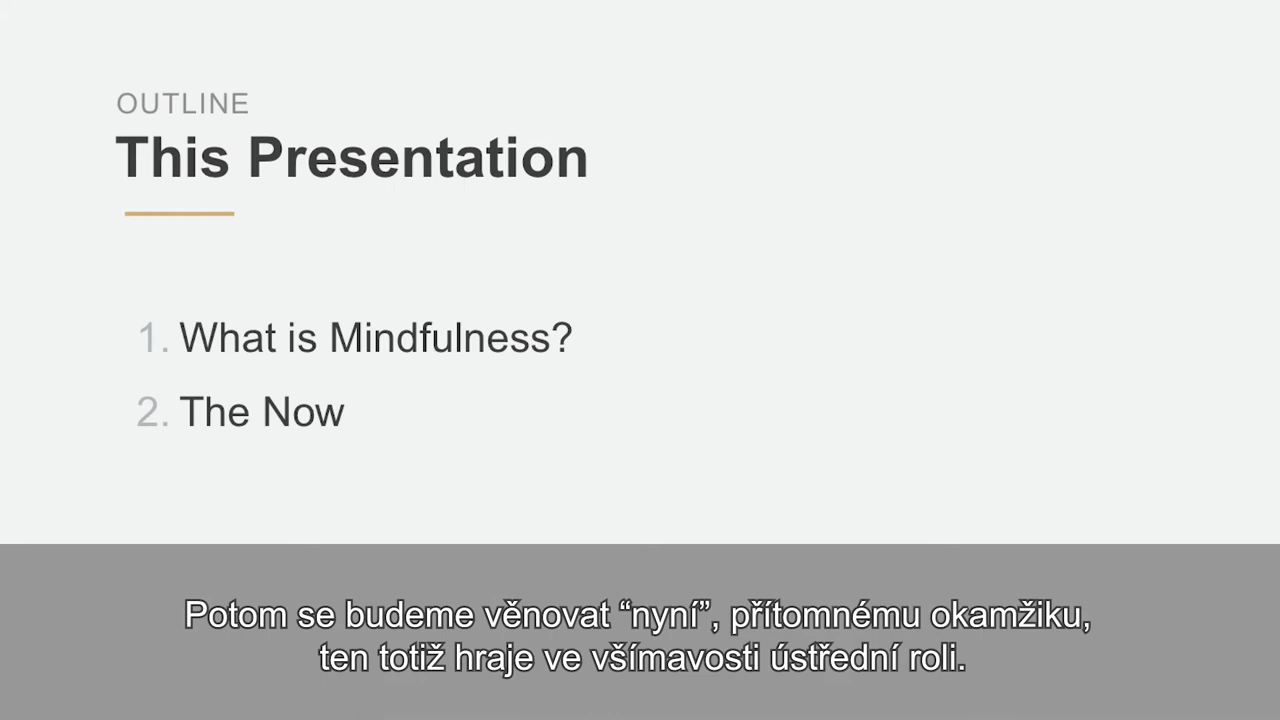 OUTLINE
This Presentation
1. What is Mindfulness?
2. The Now
Potom se budeme věnovat “nyní”, přítomnému okamžiku,
ten totiž hraje ve všímavosti ústřední roli.